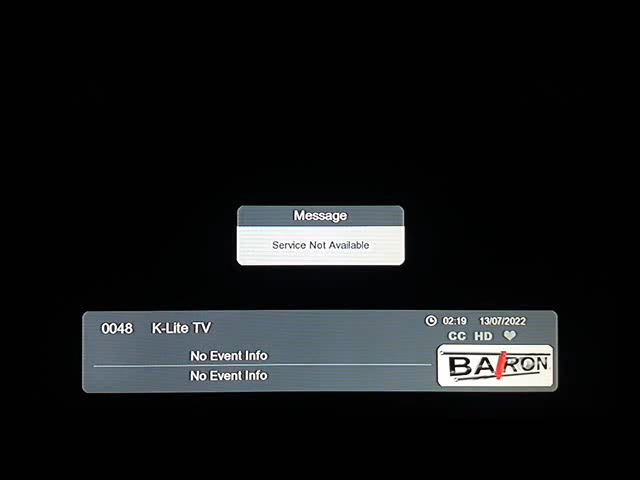 Message
Service Not Available
0048 K-Lite TV
02:19 13/07/2022
CC HD
No Event Info
No Event Info
BARRON